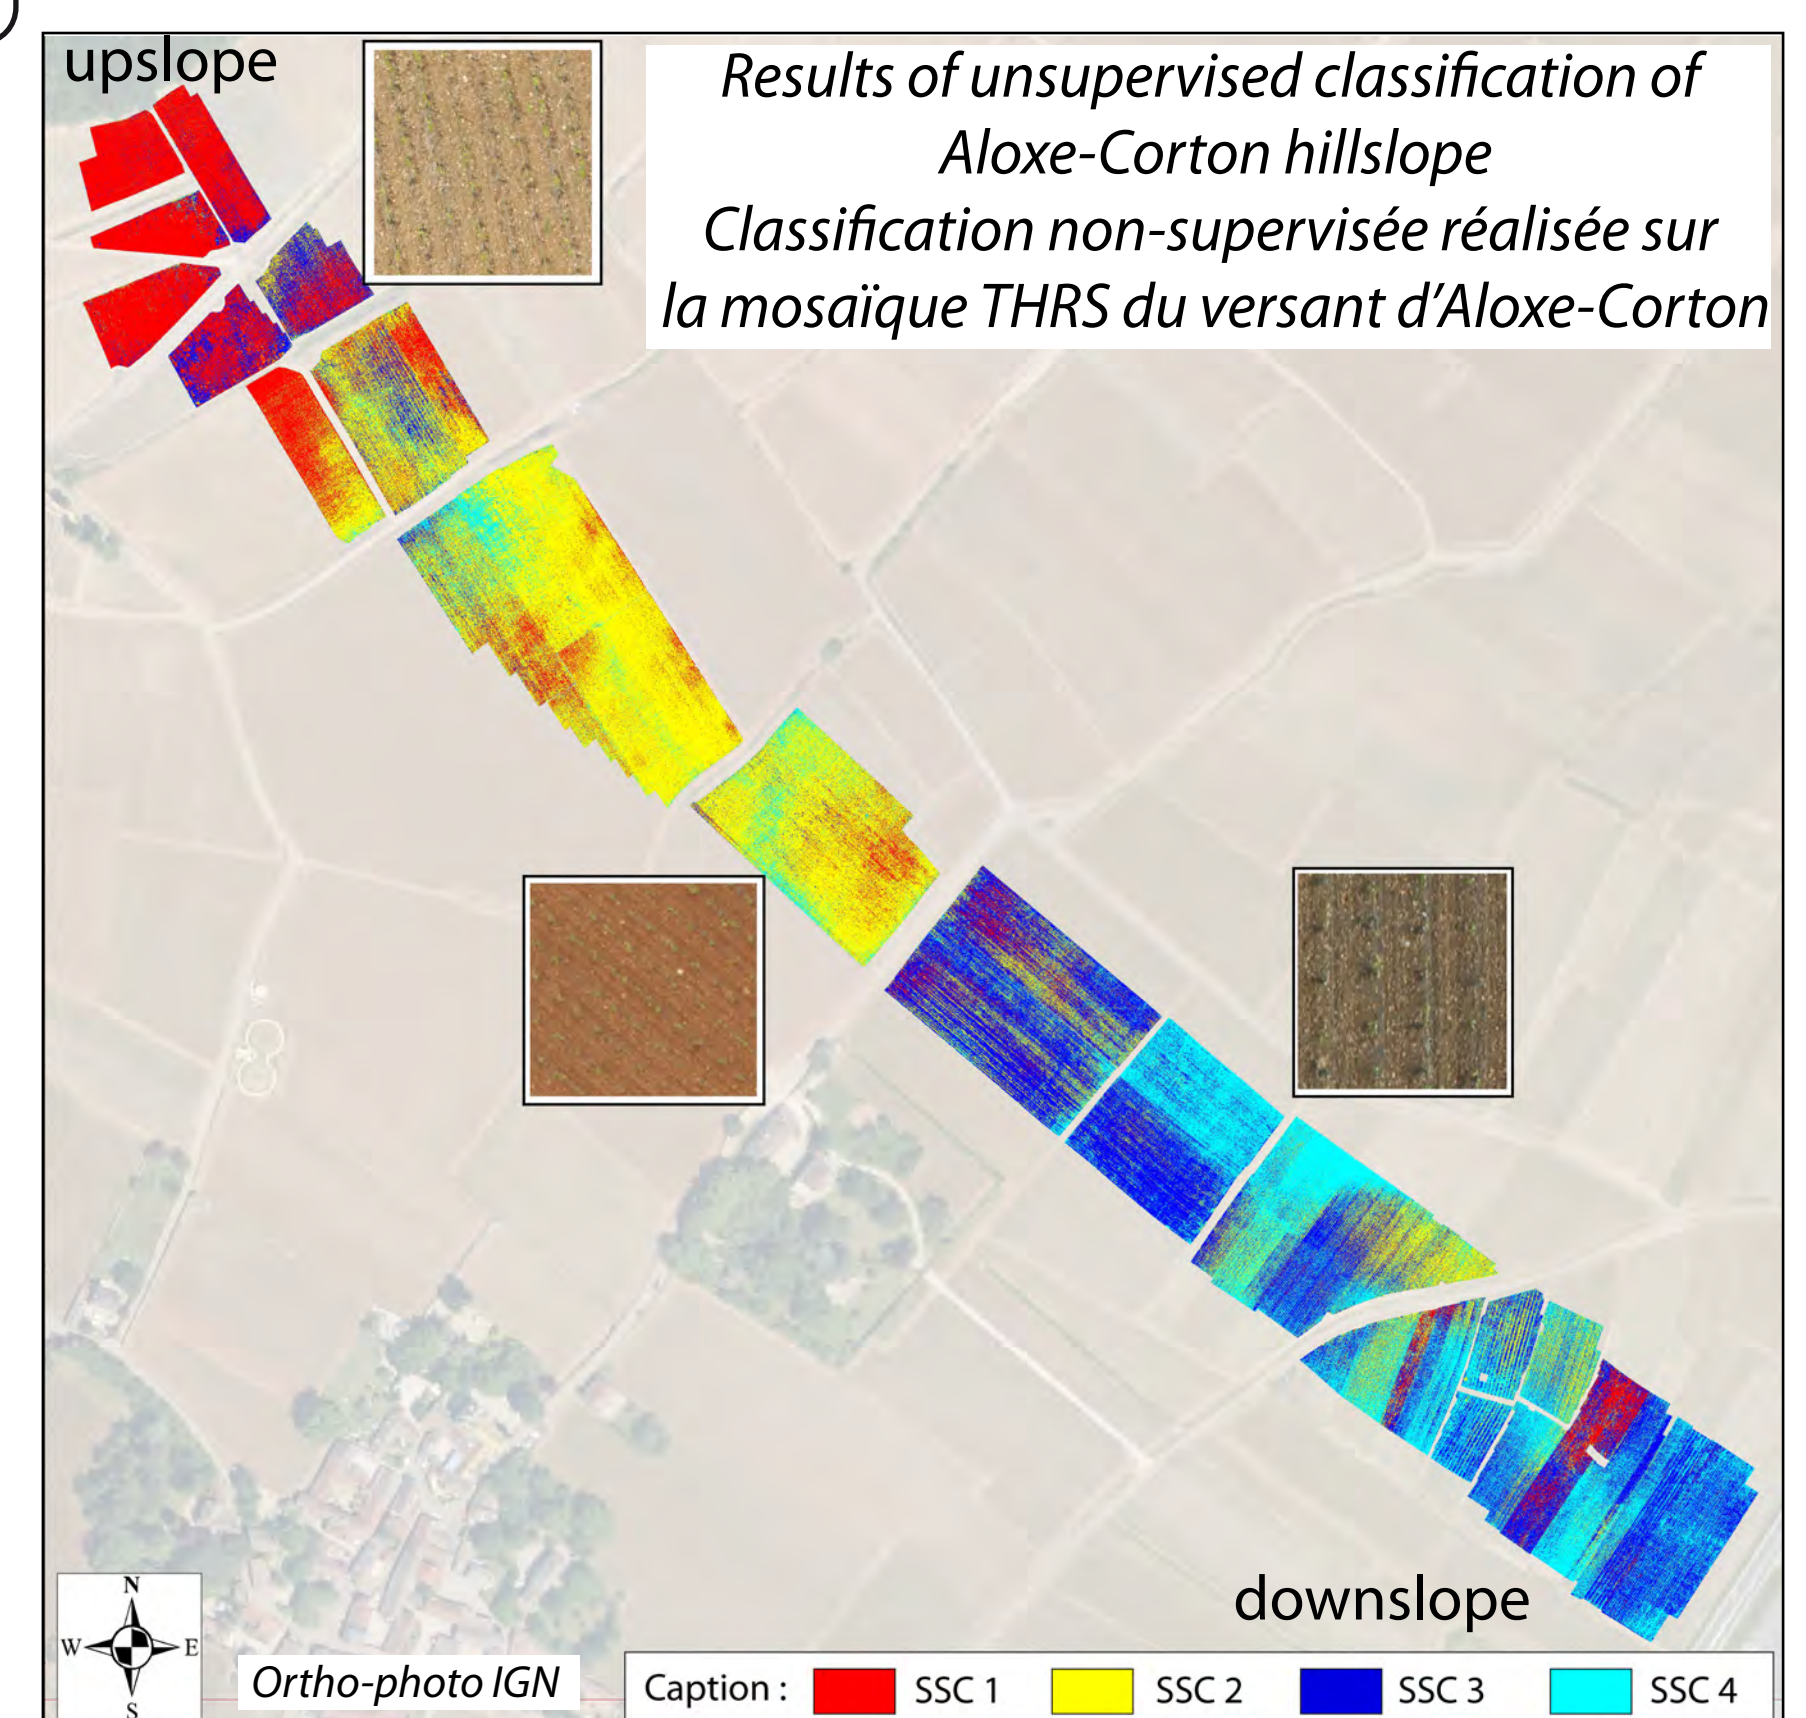 upslope
Results of unsupervised classification of
Aloxe-Corton hillslope
Classification non-supervisée réalisée sur
la mosaïque THRS du versant d’Aloxe-Corton
downslope
N
W E
S
Ortho-photo IGN
Caption : SSC 1 SSC 2 SSC 3 SSC 4